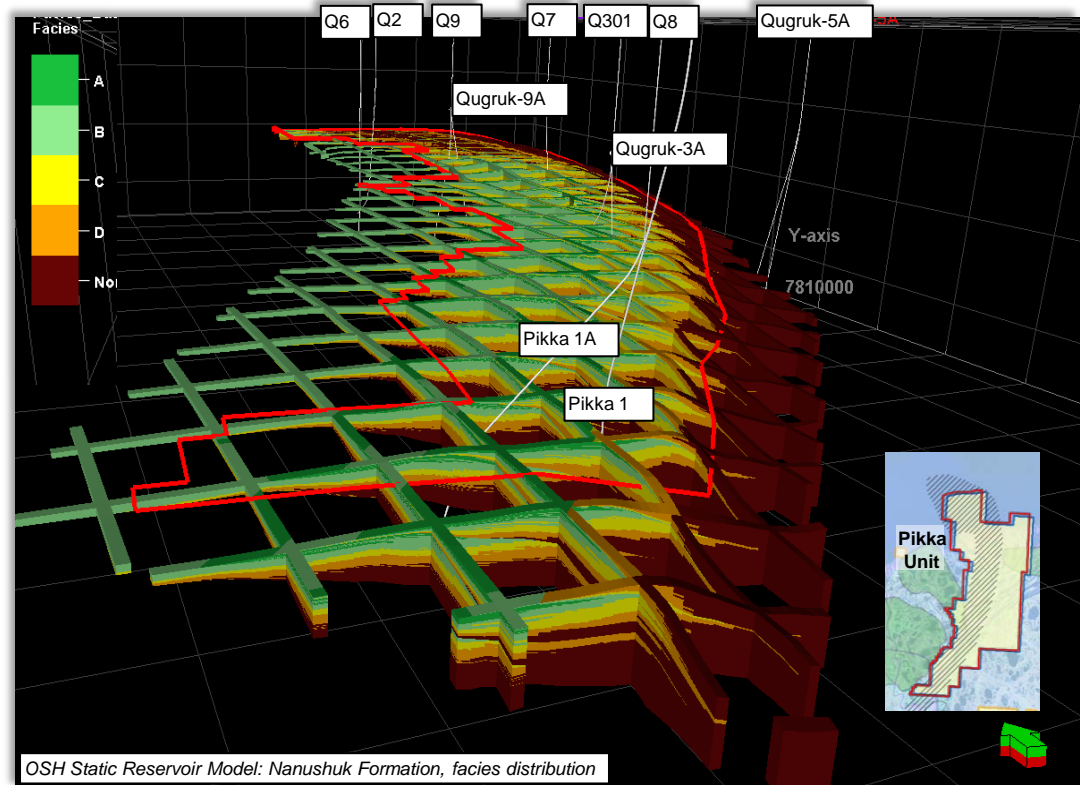 Facies
A
B
C
D
Q6
Q2
Q9
Q7
Q301
Q8
Qugruk-5A
Qugruk-9A
Qugruk-3A
Y-axis
7810000
Pikka 1A
Pikka 1
Pikka
Unit
OSH Static Reservoir Model: Nanushuk Formation, facies distribution